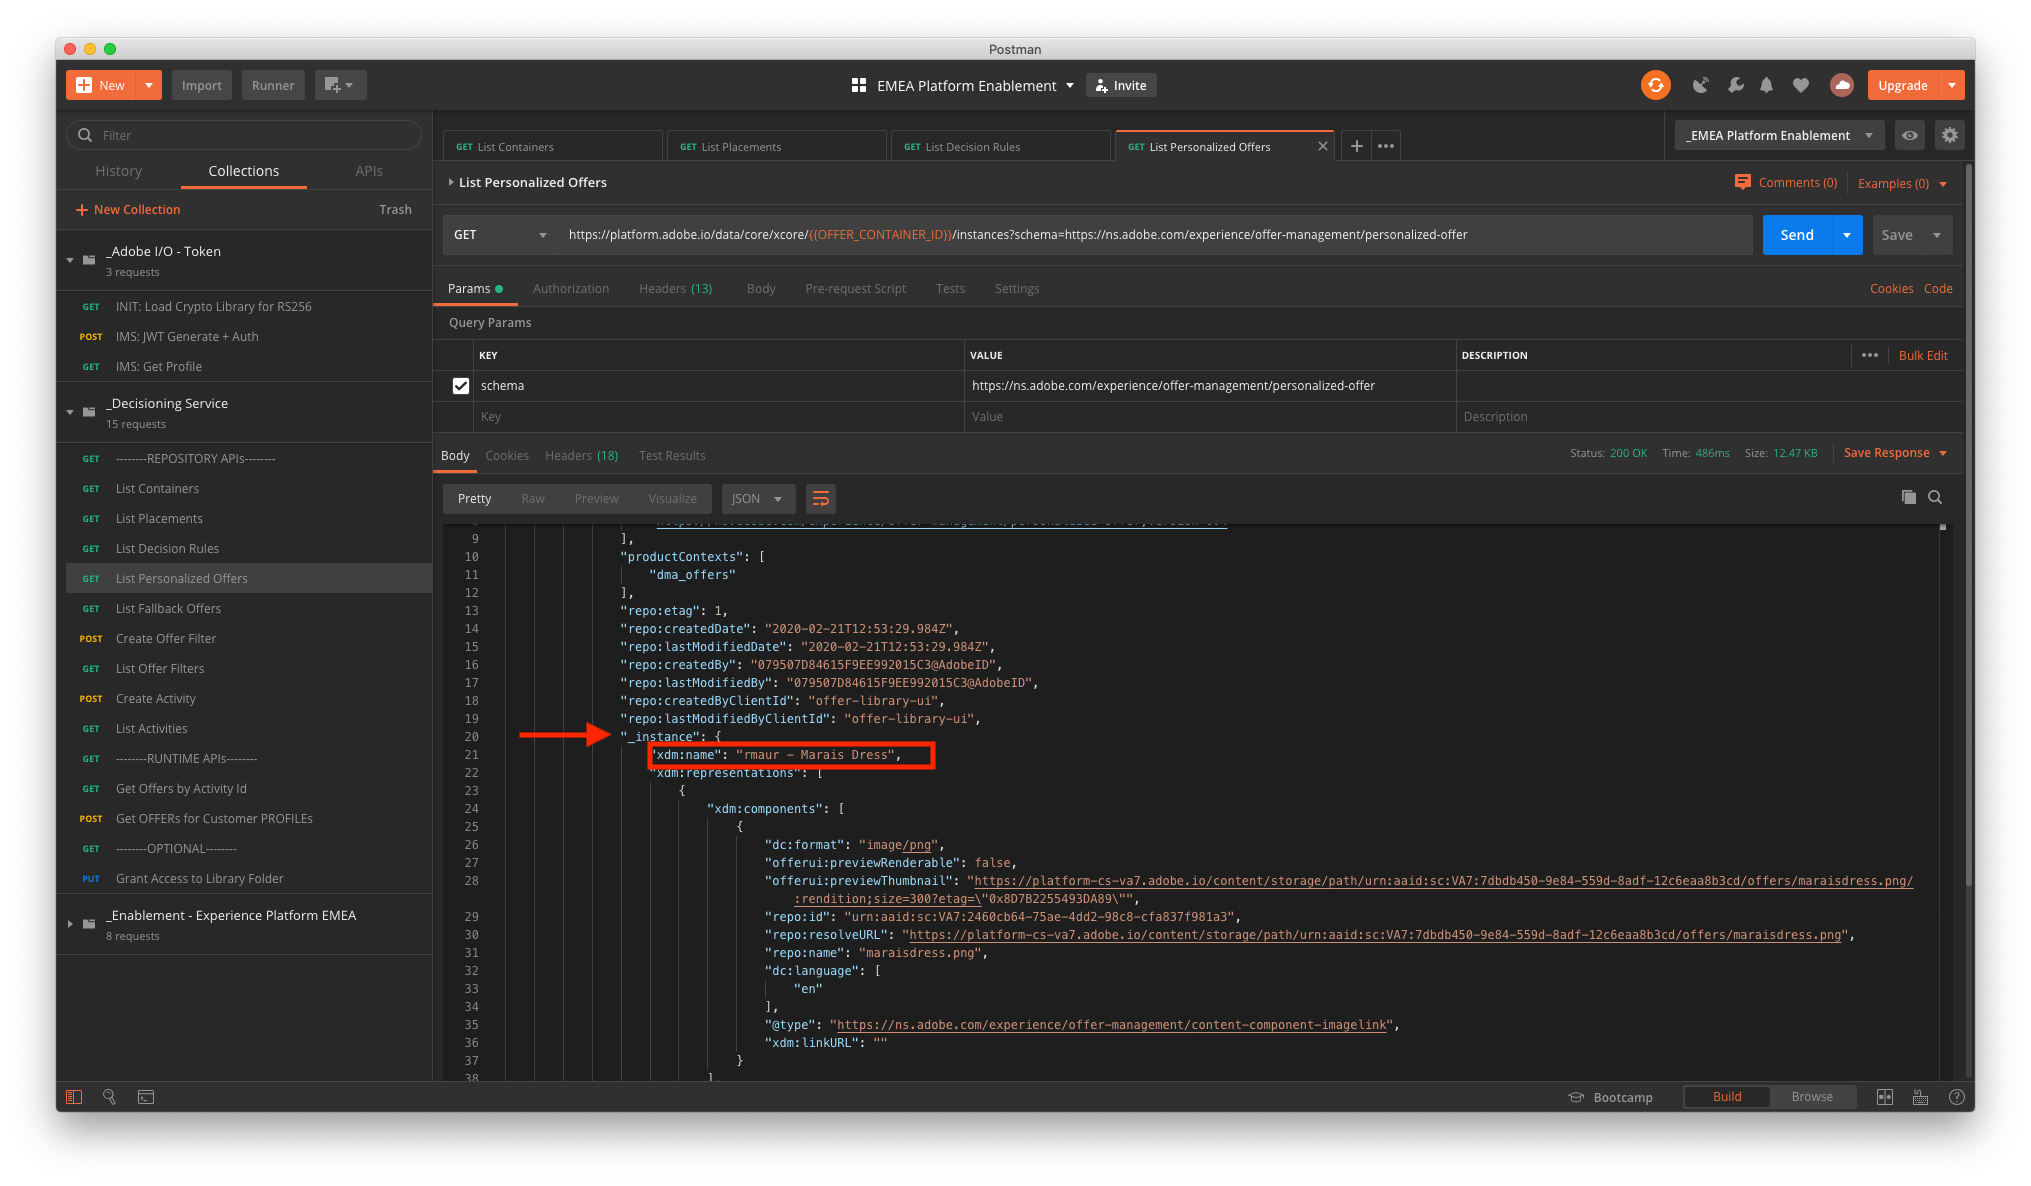 Postman
New
Import
Runner
EMEA Platform Enablement
Invite
Upgrade
Filter
History
Collections
APIs
New Collection
Trash
_Adobe I/O - Token
3 requests
GET INIT: Load Crypto Library for RS256
POST IMS: JWT Generate + Auth
GET IMS: Get Profile
_Decisioning Service
15 requests
GET --------REPOSITORY APIs--------
GET List Containers
GET List Placements
GET List Decision Rules
GET List Personalized Offers
GET List Fallback Offers
POST Create Offer Filter
GET List Offer Filters
POST Create Activity
GET List Activities
GET --------RUNTIME APIs--------
GET Get Offers by Activity Id
POST Get OFFERs for Customer PROFILEs
GET --------OPTIONAL--------
PUT Grant Access to Library Folder
_Enablement - Experience Platform EMEA
8 requests
GET List Containers
GET List Placements
GET List Decision Rules
GET List Personalized Offers
_EMEA Platform Enablement
List Personalized Offers
Comments (0)
Examples (0)
GET
https://platform.adobe.io/data/core/xcore/{{OFFER_CONTAINER_ID}}/instances?schema=https://ns.adobe.com/experience/offer-management/personalized-offer
Send
Save
Params
Authorization
Headers (13)
Body
Pre-request Script
Tests
Settings
Cookies
Code
Query Params
KEY
VALUE
DESCRIPTION
Bulk Edit
schema
https://ns.adobe.com/experience/offer-management/personalized-offer
Key
Value
Description
Body
Cookies
Headers (18)
Test Results
Status: 200 OK
Time: 486ms
Size: 12.47 KB
Save Response
Pretty
Raw
Preview
Visualize
JSON
9 ],
10 "productContexts": [
11 "dma_offers"
12 ],
13 "repo:etag": 1,
14 "repo:createdDate": "2020-02-21T12:53:29.984Z",
15 "repo:lastModifiedDate": "2020-02-21T12:53:29.984Z",
16 "repo:createdBy": "079507D84615F9EE992015C3@AdobeID",
17 "repo:lastModifiedBy": "079507D84615F9EE992015C3@AdobeID",
18 "repo:createdByClientId": "offer-library-ui",
19 "repo:lastModifiedByClientId": "offer-library-ui",
20 "_instance": {
21 "xdm:name": "rmaur - Marais Dress",
22 "xdm:representations": [
23 {
24 "xdm:components": [
25 {
26 "dc:format": "image/png",
27 "offerui:previewRenderable": false,
28 "offerui:previewThumbnail": "https://platform-cs-va7.adobe.io/content/storage/path/urn:aaid:sc:VA7:7dbdb450-9e84-559d-8adf-12c6eaa8b3cd/offers/maraisdress.png/
:rendition;size=300?etag=\"0x8D7B2255493DA89\"",
29 "repo:id": "urn:aaid:sc:VA7:2460cb64-75ae-4dd2-98c8-cfa837f981a3",
30 "repo:resolveURL": "https://platform-cs-va7.adobe.io/content/storage/path/urn:aaid:sc:VA7:7dbdb450-9e84-559d-8adf-12c6eaa8b3cd/offers/maraisdress.png",
31 "repo:name": "maraisdress.png",
32 "dc:language": [
33 "en"
34 ],
35 "@type": "https://ns.adobe.com/experience/offer-management/content-component-imagelink",
36 "xdm:linkURL": ""
37 }
38 ]
Bootcamp
Build
Browse